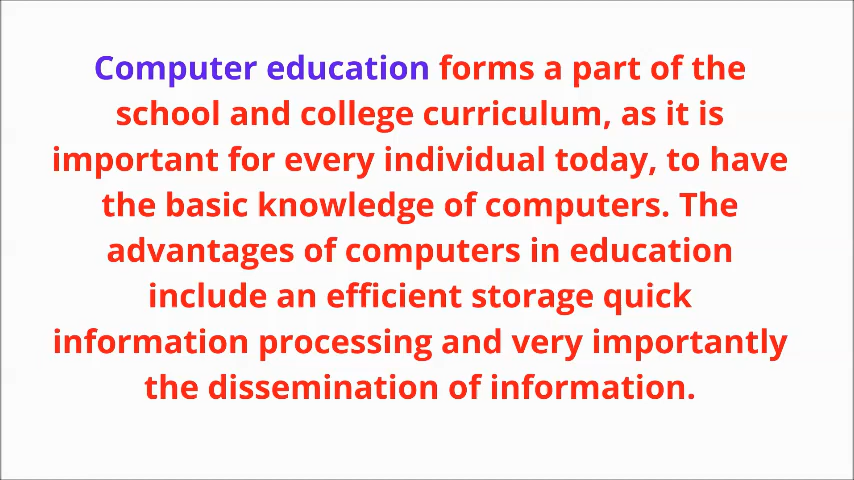 Computer education forms a part of the
school and college curriculum, as it is
important for every individual today, to have
the basic knowledge of computers. The
advantages of computers in education
include an efficient storage quick
information processing and very importantly
the dissemination of information.